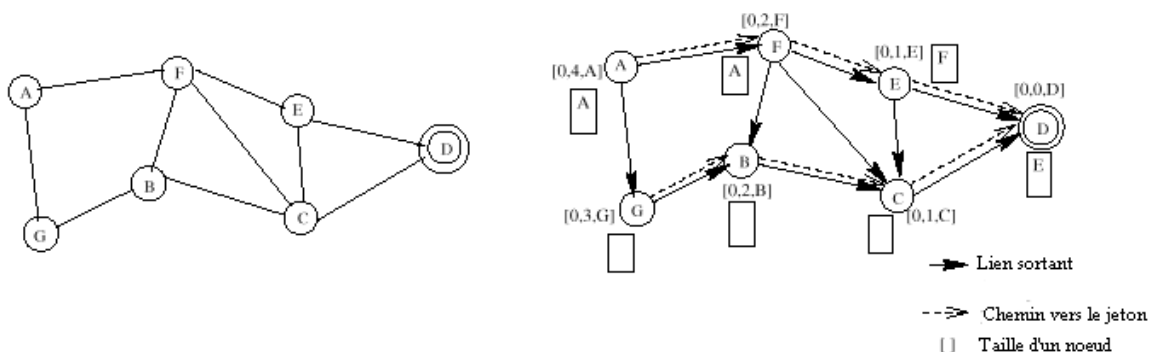 A
F
E
D
B
C
G
[0,2,F]
F
[0,1,E]
F
[0,4,A]
A
A
A
E
[0,0,D]
D
E
B
[0,2,B]
C
[0,1,C]
[0,3,G]
G
Lien sortant
Chemin vers le jeton
[ ] Taille d'un noeud